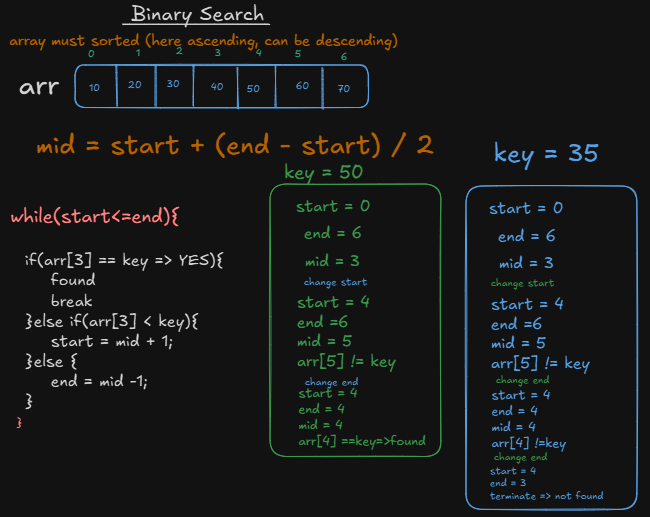 Binary Search
array must sorted (here ascending, can be descending)
0 1 2 3 4 5 6
arr 10 20 30 40 50 60 70
mid = start + (end - start) / 2
while(start<=end){
if(arr[3] == key => YES){
found
break
}else if(arr[3] < key){
start = mid + 1;
}else {
end = mid -1;
}
}
key = 50
start = 0
end = 6
mid = 3
change start
start = 4
end =6
mid = 5
arr[5] != key
change end
start = 4
end = 4
mid = 4
arr[4] ==key=>found
key = 35
start = 0
end = 6
mid = 3
change start
start = 4
end =6
mid = 5
arr[5] != key
change end
start = 4
end = 4
mid = 4
arr[4] !=key
change end
start = 4
end = 3
terminate => not found